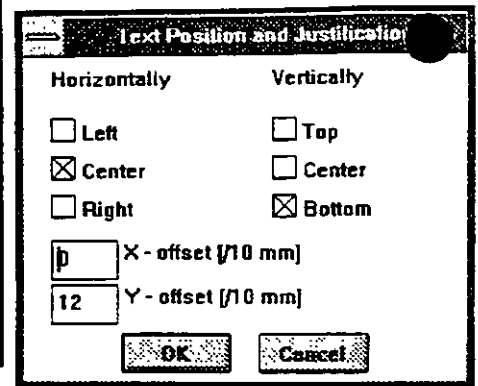 Text Position and Justification
Horizontally Vertically
Left Top
Center Center
Right Bottom
0 X - offset [/10 mm]
12 Y - offset [/10 mm]
OK Cancel